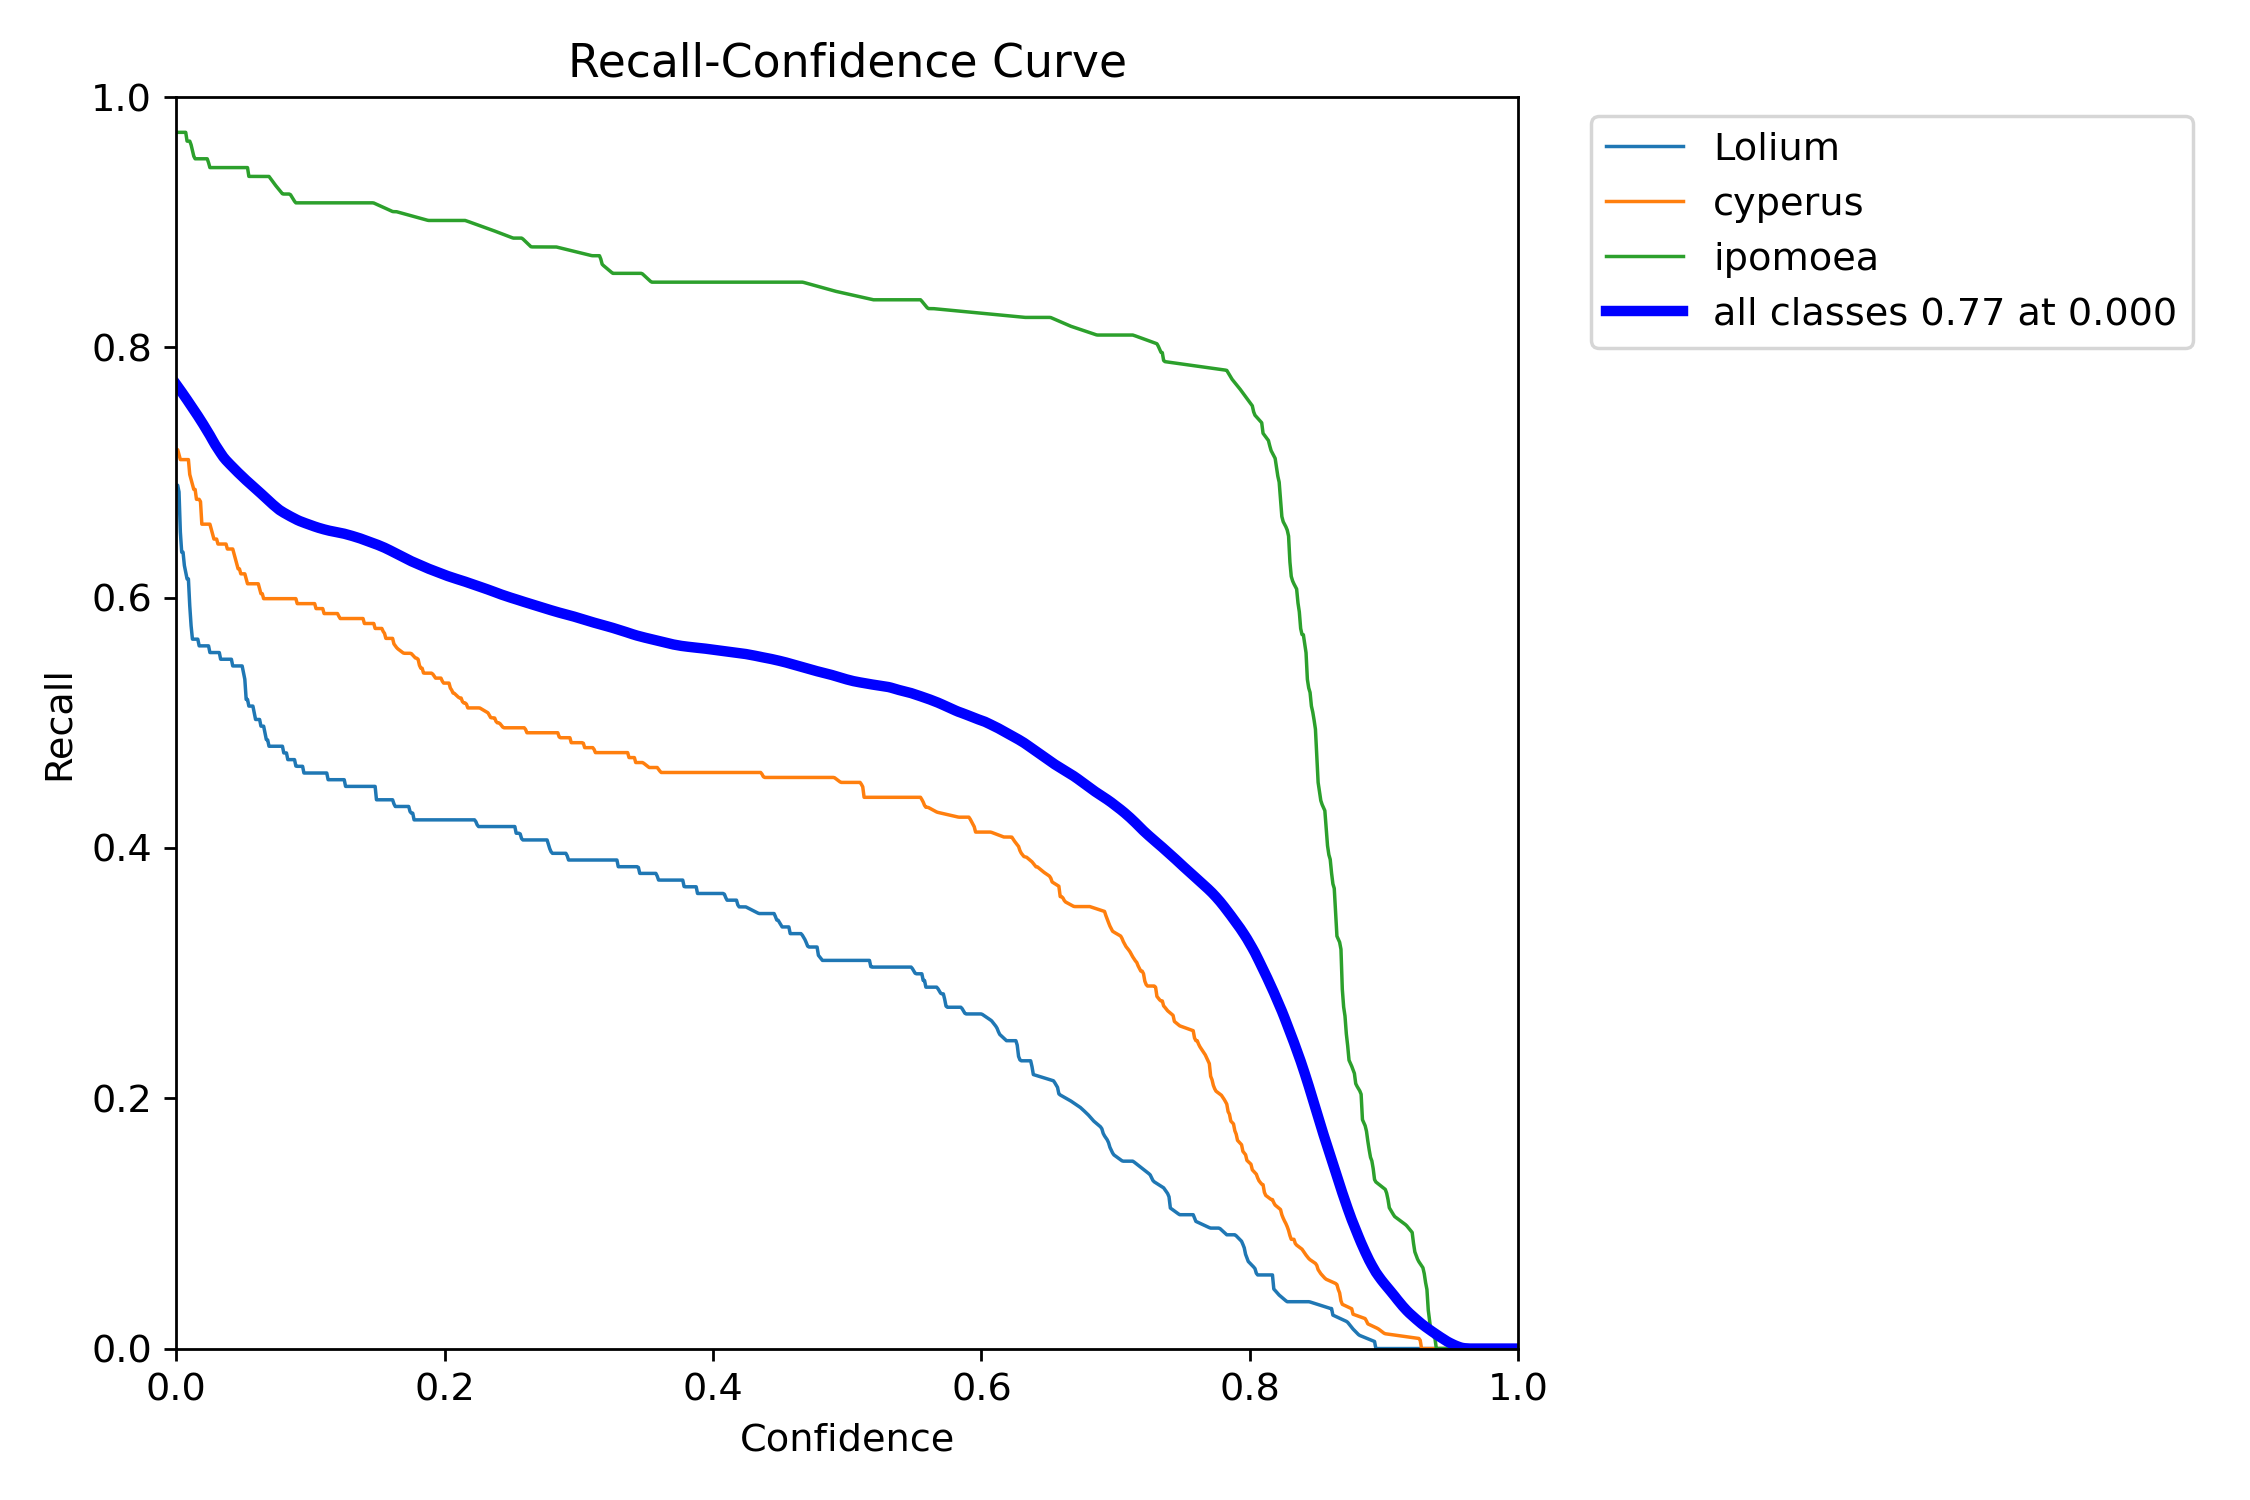 Recall-Confidence Curve
1.0
0.8
0.6
0.4
0.2
0.0
Recall
0.0 0.2 0.4 0.6 0.8 1.0
Confidence
Lolium
cyperus
ipomoea
all classes 0.77 at 0.000